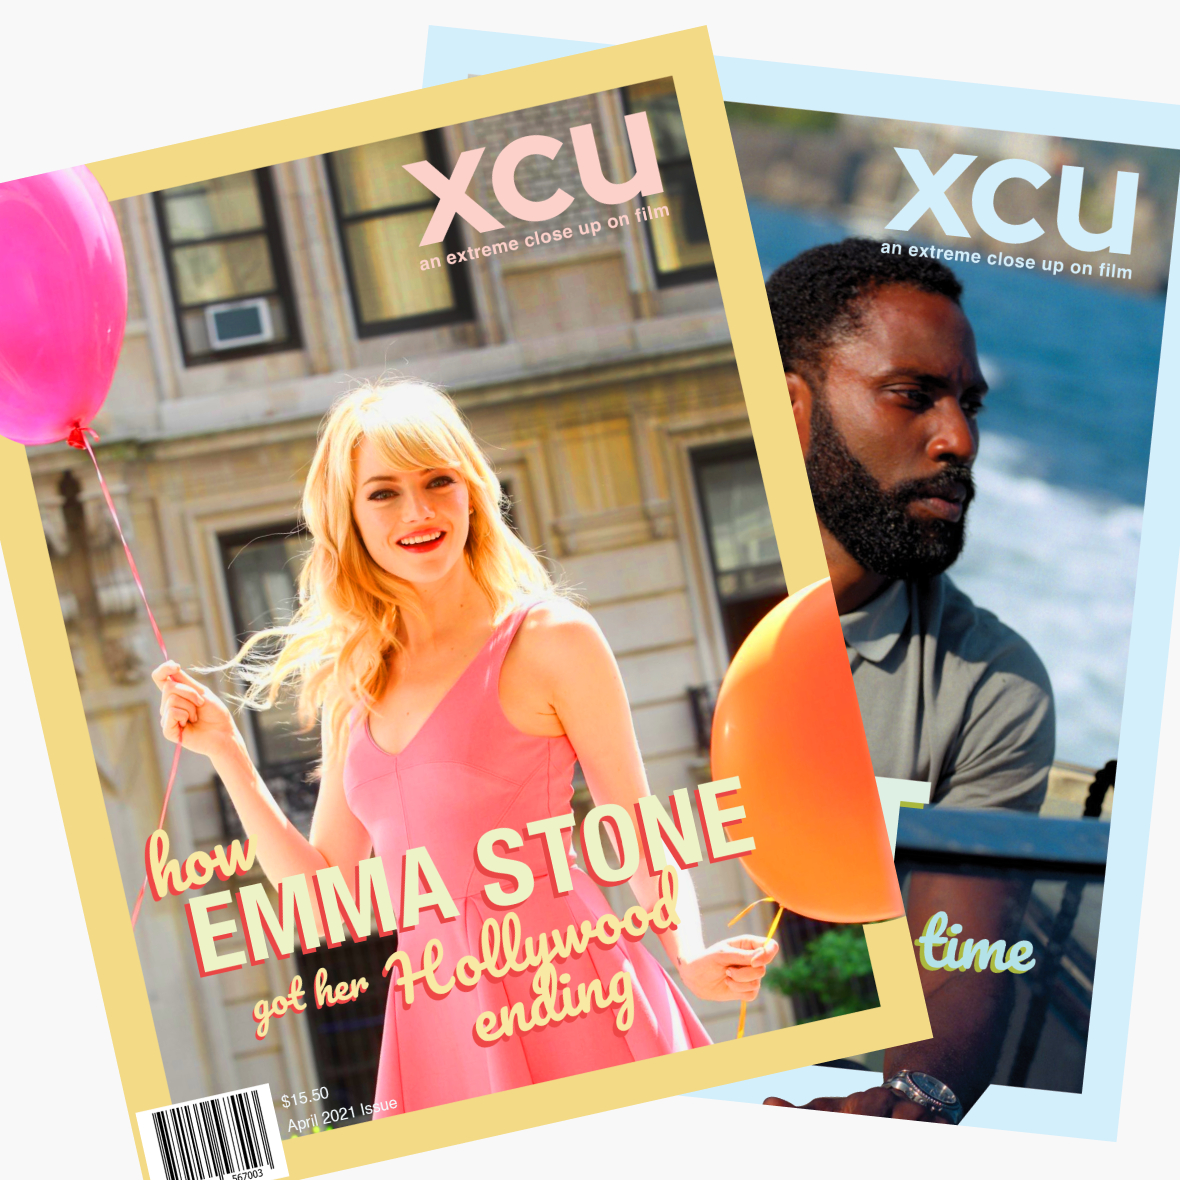 xcu
an extreme close up on film
how
EMMA STONE
got her Hollywood
ending
$15.50
April 2021 Issue
567003
xcu
an extreme close up on film
T
time